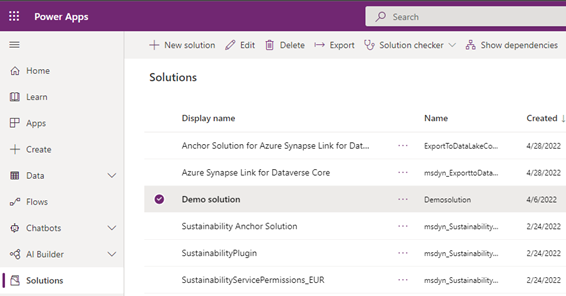 Power Apps
Search
New solution Edit Delete Export Solution checker Show dependencies
Home
Learn
Apps
Create
Data
Flows
Chatbots
AI Builder
Solutions
Solutions
Display name Name Created
Anchor Solution for Azure Synapse Link for Dat... ExportToDataLakeCo... 4/28/2022
Azure Synapse Link for Dataverse Core msdyn_ExporttoData... 4/28/2022
Demo solution Demosolution 4/6/2022
Sustainability Anchor Solution msdyn_Sustainability... 2/24/2022
SustainabilityPlugin msdyn_Sustainability... 2/24/2022
SustainabilityServicePermissions_EUR msdyn_Sustainability... 2/24/2022